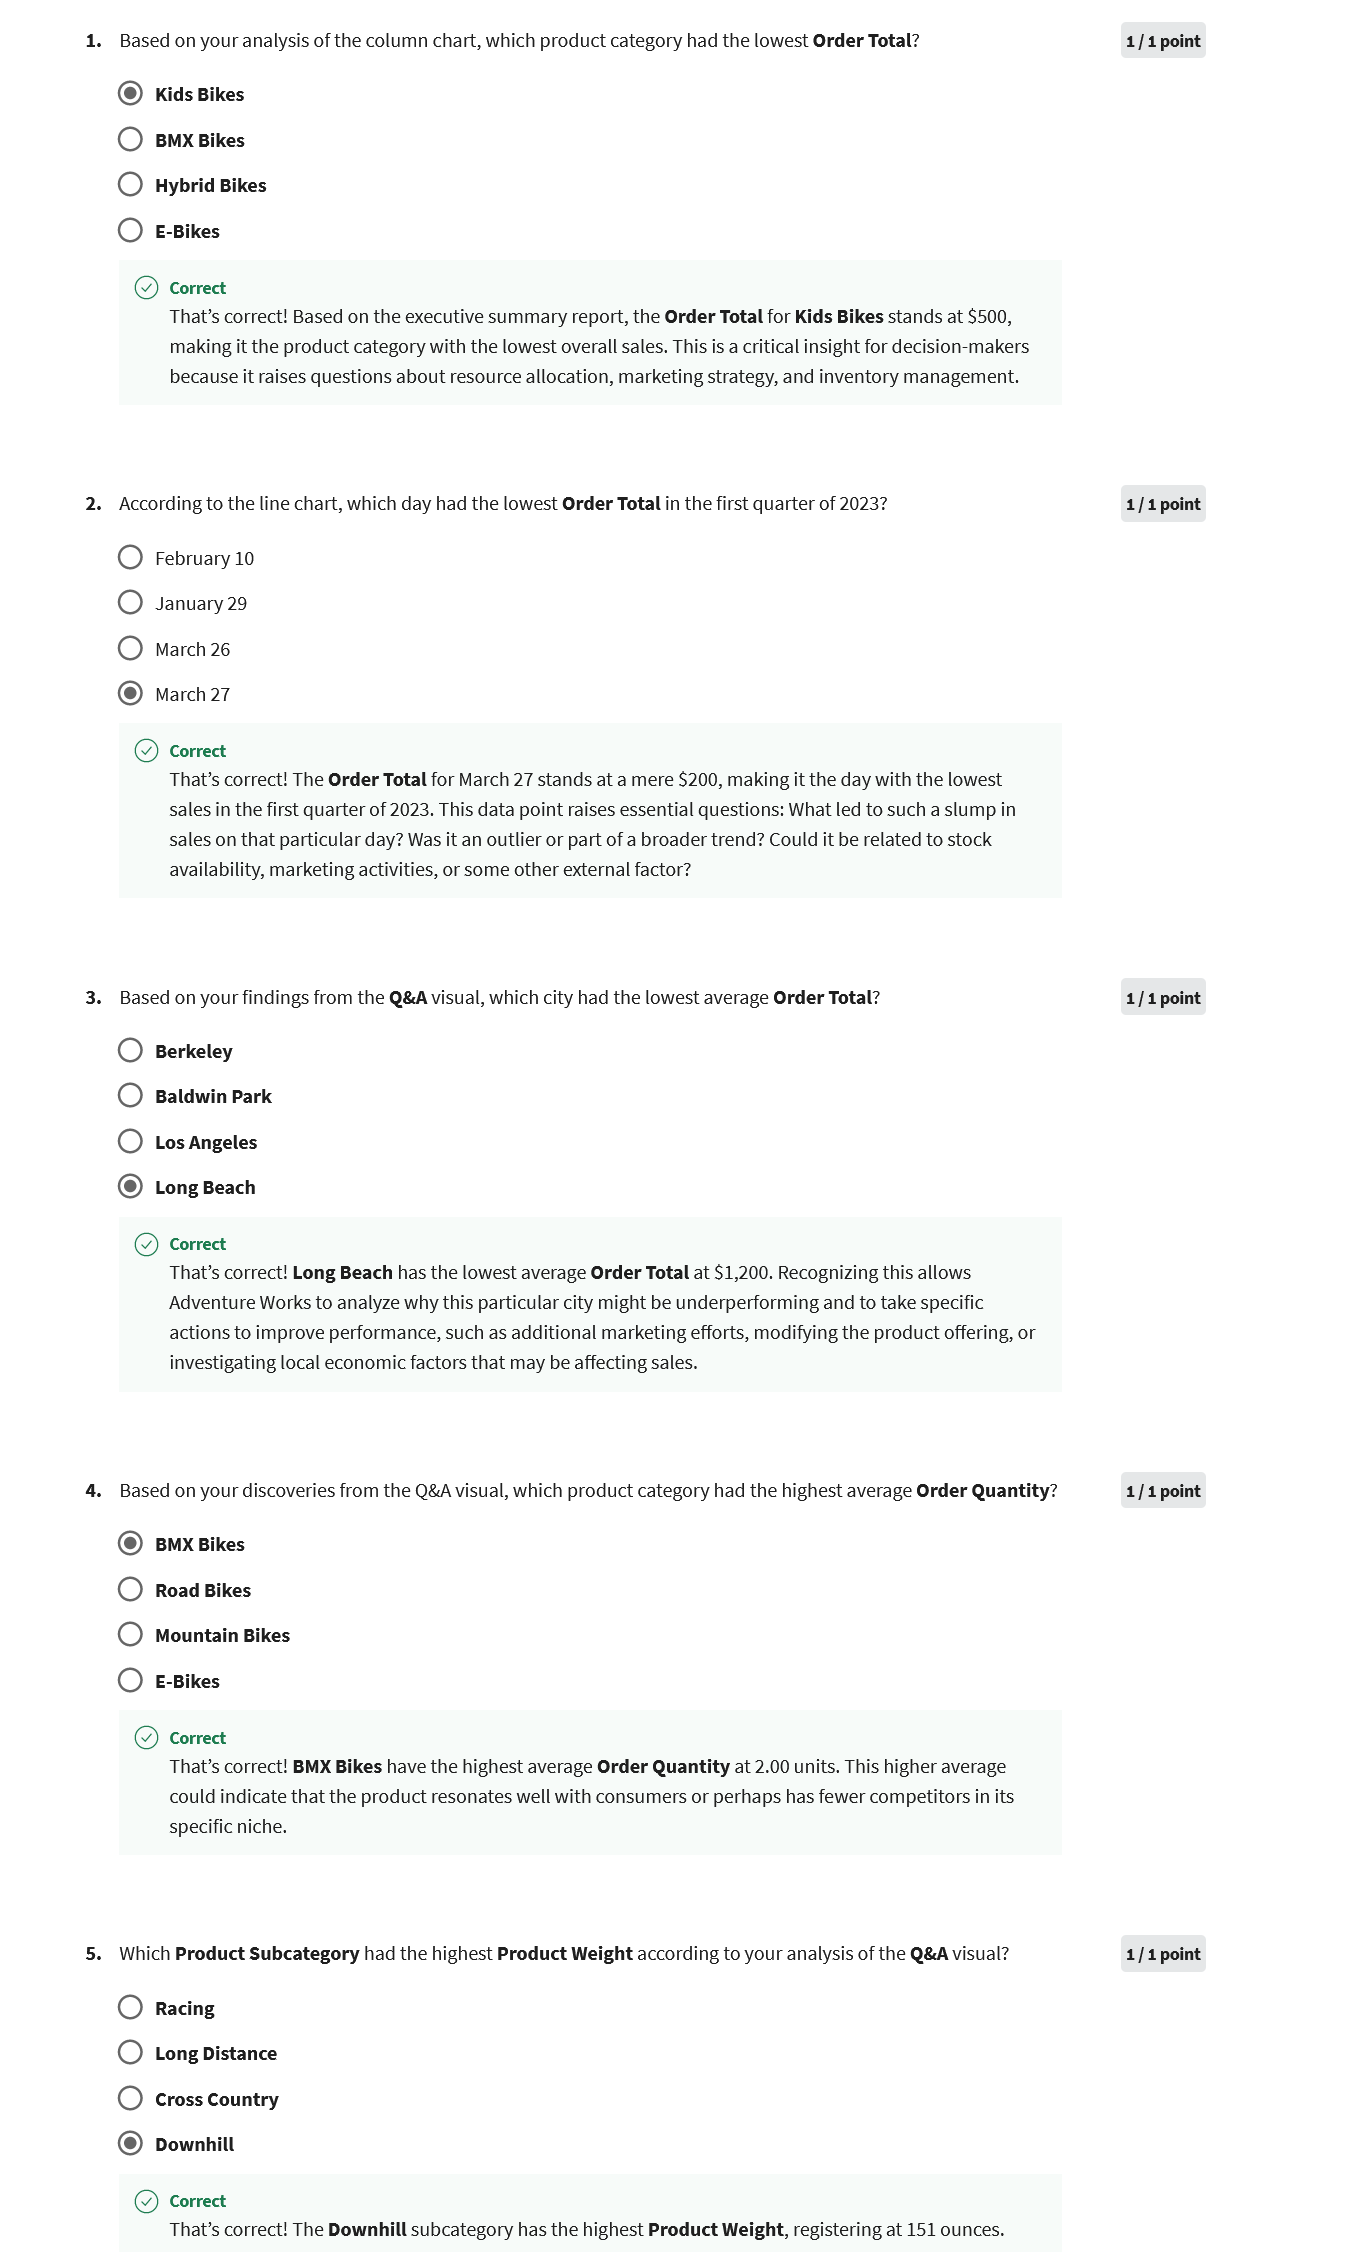 1. Based on your analysis of the column chart, which product category had the lowest Order Total?
1 / 1 point
Kids Bikes
BMX Bikes
Hybrid Bikes
E-Bikes
Correct
That’s correct! Based on the executive summary report, the Order Total for Kids Bikes stands at $500,
making it the product category with the lowest overall sales. This is a critical insight for decision-makers
because it raises questions about resource allocation, marketing strategy, and inventory management.
2. According to the line chart, which day had the lowest Order Total in the first quarter of 2023?
1 / 1 point
February 10
January 29
March 26
March 27
Correct
That’s correct! The Order Total for March 27 stands at a mere $200, making it the day with the lowest
sales in the first quarter of 2023. This data point raises essential questions: What led to such a slump in
sales on that particular day? Was it an outlier or part of a broader trend? Could it be related to stock
availability, marketing activities, or some other external factor?
3. Based on your findings from the Q&A visual, which city had the lowest average Order Total?
1 / 1 point
Berkeley
Baldwin Park
Los Angeles
Long Beach
Correct
That’s correct! Long Beach has the lowest average Order Total at $1,200. Recognizing this allows
Adventure Works to analyze why this particular city might be underperforming and to take specific
actions to improve performance, such as additional marketing efforts, modifying the product offering, or
investigating local economic factors that may be affecting sales.
4. Based on your discoveries from the Q&A visual, which product category had the highest average Order Quantity?
1 / 1 point
BMX Bikes
Road Bikes
Mountain Bikes
E-Bikes
Correct
That’s correct! BMX Bikes have the highest average Order Quantity at 2.00 units. This higher average
could indicate that the product resonates well with consumers or perhaps has fewer competitors in its
specific niche.
5. Which Product Subcategory had the highest Product Weight according to your analysis of the Q&A visual?
1 / 1 point
Racing
Long Distance
Cross Country
Downhill
Correct
That’s correct! The Downhill subcategory has the highest Product Weight, registering at 151 ounces.